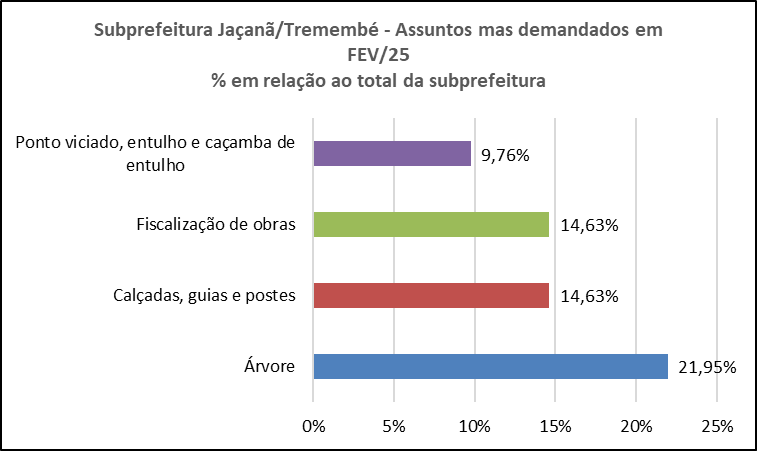 Subprefeitura Jaçanã/Tremembé - Assuntos mas demandados em
FEV/25
% em relação ao total da subprefeitura
Ponto viciado, entulho e caçamba de
entulho
9,76%
Fiscalização de obras
14,63%
Calçadas, guias e postes
14,63%
Árvore
21,95%
0%
5%
10%
15%
20%
25%